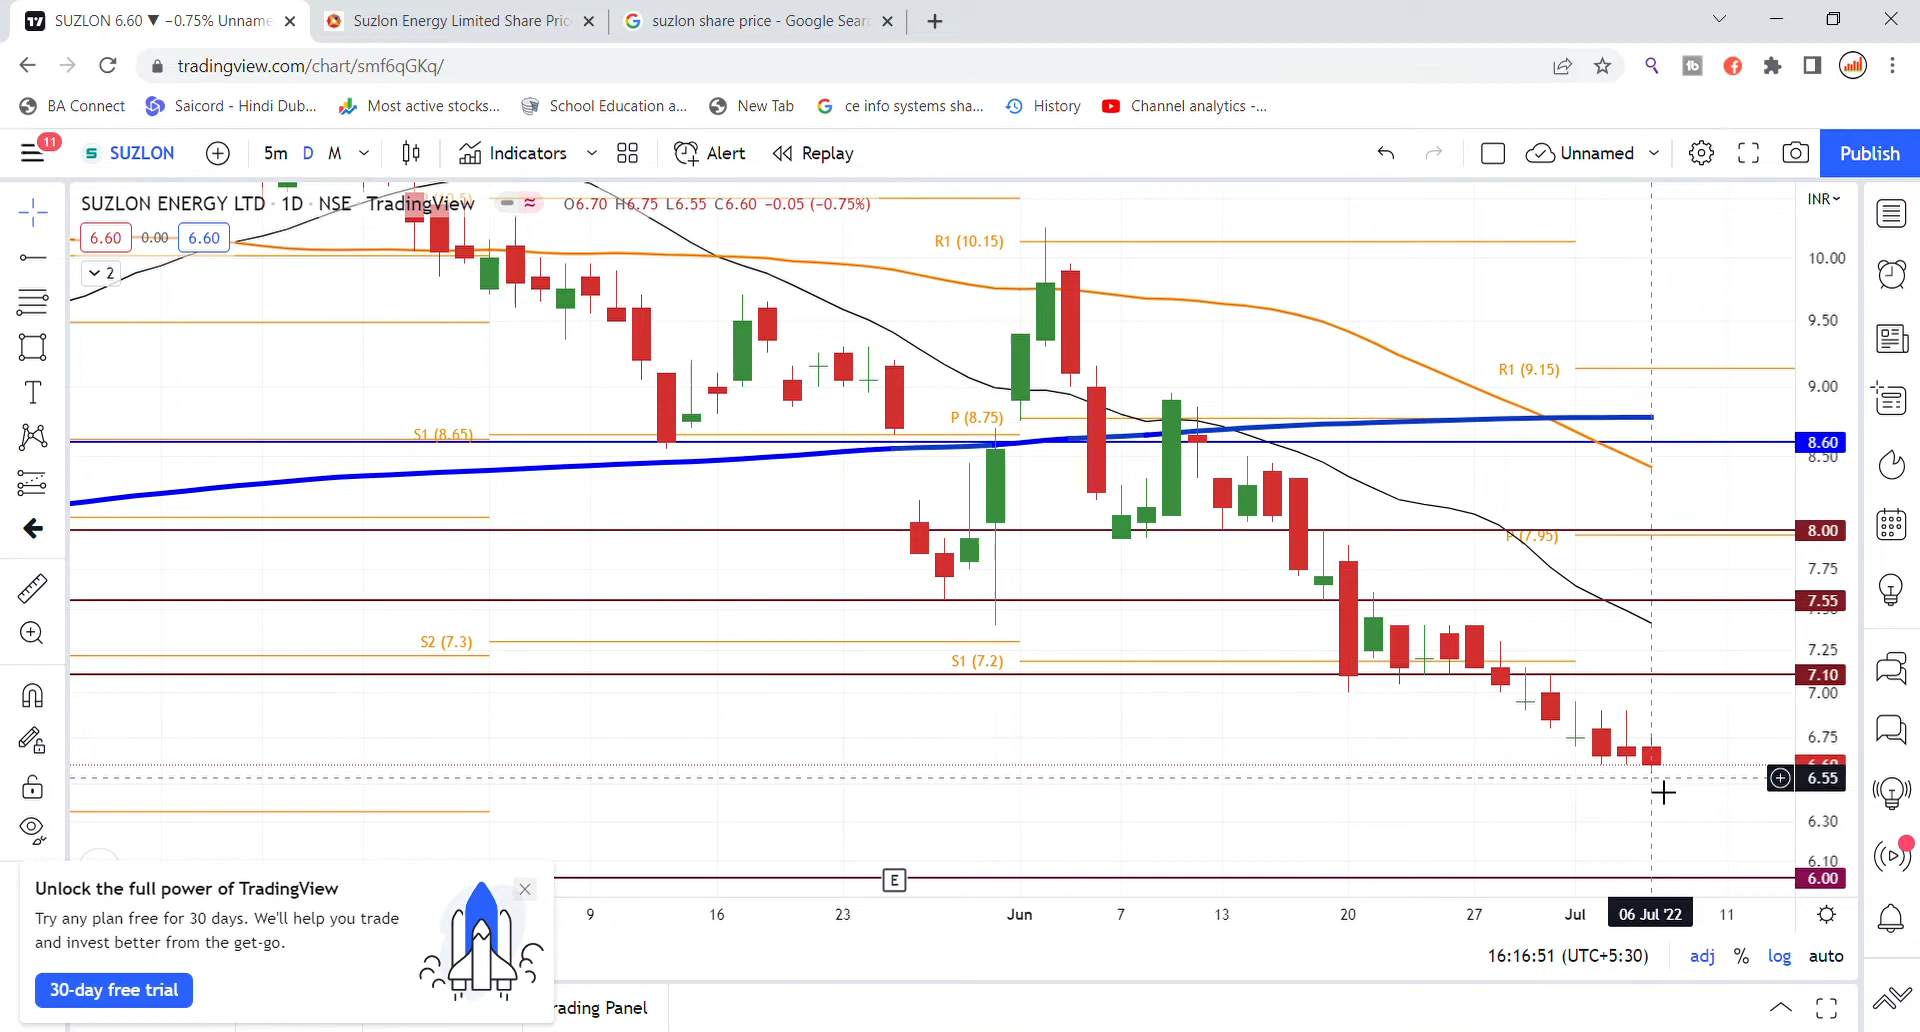 SUZLON 6.60 ▼ −0.75% Unname
Suzlon Energy Limited Share Pric
suzlon share price - Google Sear
tradingview.com/chart/smf6qGKq/
BA Connect
Saicord - Hindi Dub...
Most active stocks...
School Education a...
New Tab
ce info systems sha...
History
Channel analytics -...
11
SUZLON
5m D M
Indicators
Alert
Replay
Unnamed
Publish
SUZLON ENERGY LTD · 1D · NSE TradingView
O6.70 H6.75 L6.55 C6.60 −0.05 (−0.75%)
INR
6.60 0.00 6.60
2
R1 (10.15)
10.00
9.50
R1 (9.15)
9.00
P (8.75)
S1 (8.65)
8.60
8.50
8.00
P (7.95)
7.75
7.55
S2 (7.3)
7.25
S1 (7.2)
7.10
7.00
6.75
6.55
6.30
6.10
6.00
E
9 16 23 Jun 7 13 20 27 Jul 06 Jul '22 11
16:16:51 (UTC+5:30) adj % log auto
Unlock the full power of TradingView
Try any plan free for 30 days. We'll help you trade
and invest better from the get-go.
30-day free trial
rading Panel